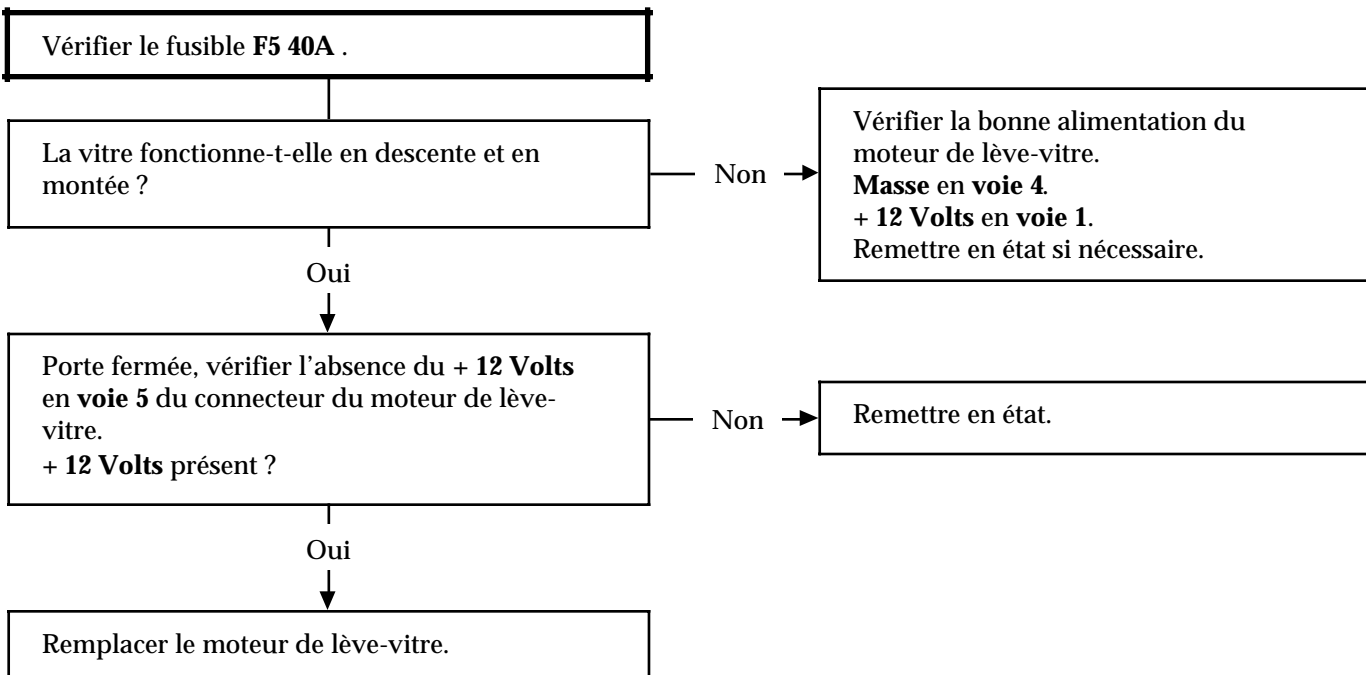 Vérifier le fusible F5 40A .
La vitre fonctionne-t-elle en descente et en
montée ?
Non
Vérifier la bonne alimentation du
moteur de lève-vitre.
Masse en voie 4.
+ 12 Volts en voie 1.
Remettre en état si nécessaire.
Oui
Porte fermée, vérifier l'absence du + 12 Volts
en voie 5 du connecteur du moteur de lève-
vitre.
+ 12 Volts présent ?
Non
Remettre en état.
Oui
Remplacer le moteur de lève-vitre.